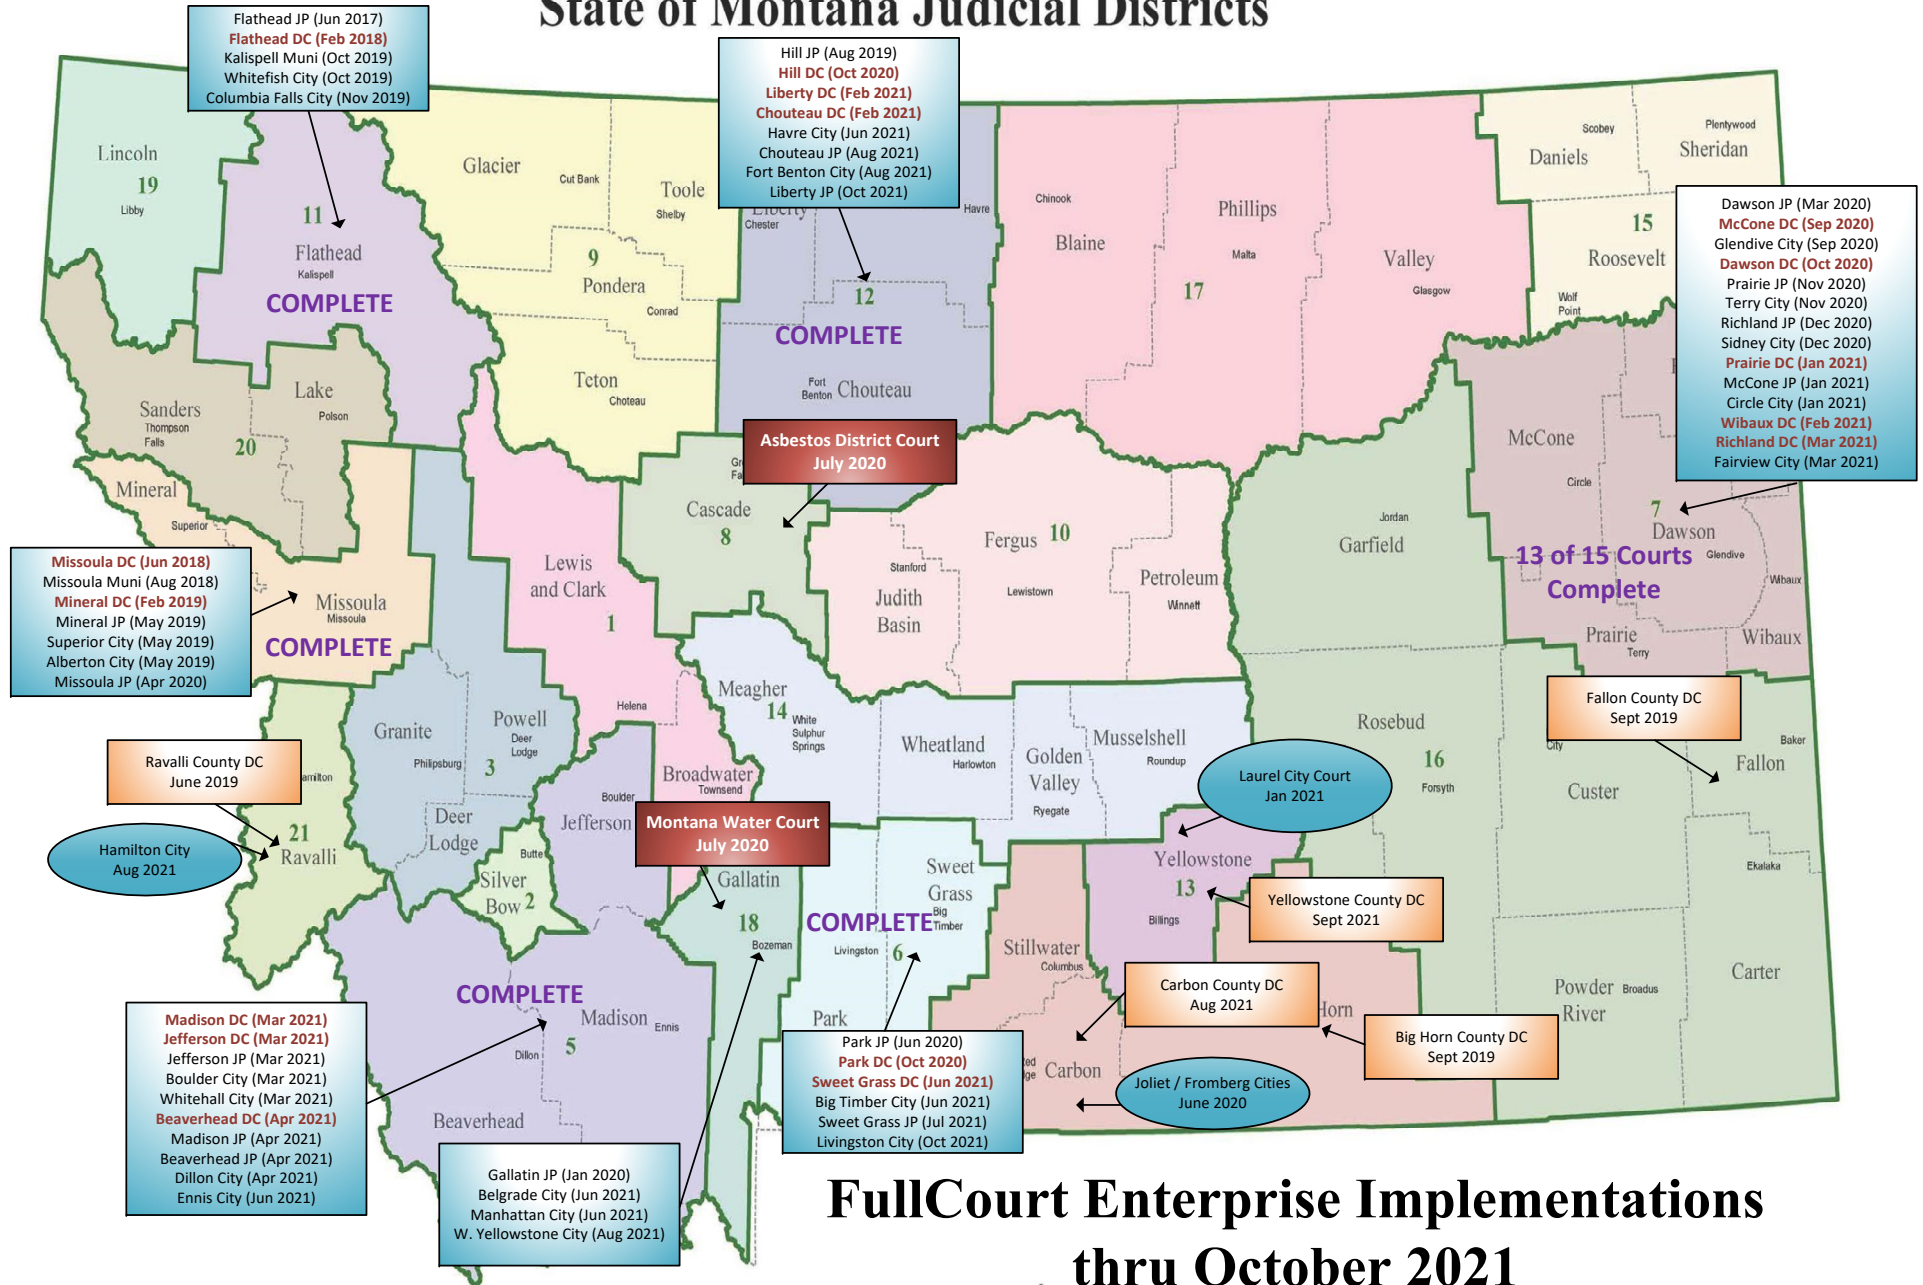 State of Montana Judicial Districts
Flathead JP (Jun 2017)
Flathead DC (Feb 2018)
Kalispell Muni (Oct 2019)
Whitefish City (Oct 2019)
Columbia Falls City (Nov 2019)
Hill JP (Aug 2019)
Hill DC (Oct 2020)
Liberty DC (Feb 2021)
Chouteau DC (Feb 2021)
Havre City (Jun 2021)
Chouteau JP (Aug 2021)
Fort Benton City (Aug 2021)
Liberty JP (Oct 2021)
Dawson JP (Mar 2020)
McCone DC (Sep 2020)
Glendive City (Sep 2020)
Dawson DC (Oct 2020)
Prairie JP (Nov 2020)
Terry City (Nov 2020)
Richland JP (Dec 2020)
Sidney City (Dec 2020)
Prairie DC (Jan 2021)
McCone JP (Jan 2021)
Circle City (Jan 2021)
Wibaux DC (Feb 2021)
Richland DC (Mar 2021)
Fairview City (Mar 2021)
Lincoln
19
Libby
11
Flathead
Kalispell
COMPLETE
Glacier
Cut Bank
Toole
Shelby
9
Pondera
Conrad
Teton
Choteau
Liberty
Chester
Havre
12
COMPLETE
Fort
Benton
Chouteau
Chinook
Blaine
Phillips
Malta
17
Valley
Glasgow
Scobey
Daniels
Plentywood
Sheridan
15
Roosevelt
Wolf
Point
Sanders
Thompson
Falls
Lake
Polson
20
Mineral
Superior
Missoula
Missoula
COMPLETE
Missoula DC (Jun 2018)
Missoula Muni (Aug 2018)
Mineral DC (Feb 2019)
Mineral JP (May 2019)
Superior City (May 2019)
Alberton City (May 2019)
Missoula JP (Apr 2020)
Asbestos District Court
July 2020
Cascade
8
Lewis
and Clark
1
Helena
Fergus
10
Stanford
Lewistown
Judith
Basin
Petroleum
Winnett
Jordan
Garfield
McCone
Circle
7
Dawson
Glendive
13 of 15 Courts
Complete
Wibaux
Prairie
Terry
Wibaux
Granite
Philipsburg
Powell
Deer
Lodge
3
Deer
Lodge
Ravalli County DC
June 2019
21
Ravalli
Hamilton City
Aug 2021
Boulder
Jefferson
Broadwater
Townsend
Butte
Silver
Bow
2
Meagher
14
White
Sulphur
Springs
Wheatland
Harlowton
Golden
Valley
Ryegate
Musselshell
Roundup
Montana Water Court
July 2020
Gallatin
18
Bozeman
Sweet
Grass
Big
Timber
COMPLETE
Livingston
6
Park
Laurel City Court
Jan 2021
Yellowstone
13
Billings
Yellowstone County DC
Sept 2021
Rosebud
16
Forsyth
Fallon County DC
Sept 2019
City
Custer
Baker
Fallon
Ekalaka
Carter
Powder
River
Broadus
Stillwater
Columbus
Carbon County DC
Aug 2021
Horn
Big Horn County DC
Sept 2019
Carbon
Joliet / Fromberg Cities
June 2020
COMPLETE
Madison
Ennis
5
Dillon
Beaverhead
Madison DC (Mar 2021)
Jefferson DC (Mar 2021)
Jefferson JP (Mar 2021)
Boulder City (Mar 2021)
Whitehall City (Mar 2021)
Beaverhead DC (Apr 2021)
Madison JP (Apr 2021)
Beaverhead JP (Apr 2021)
Dillon City (Apr 2021)
Ennis City (Jun 2021)
Gallatin JP (Jan 2020)
Belgrade City (Jun 2021)
Manhattan City (Jun 2021)
W. Yellowstone City (Aug 2021)
Park JP (Jun 2020)
Park DC (Oct 2020)
Sweet Grass DC (Jun 2021)
Big Timber City (Jun 2021)
Sweet Grass JP (Jul 2021)
Livingston City (Oct 2021)
FullCourt Enterprise Implementations
thru October 2021